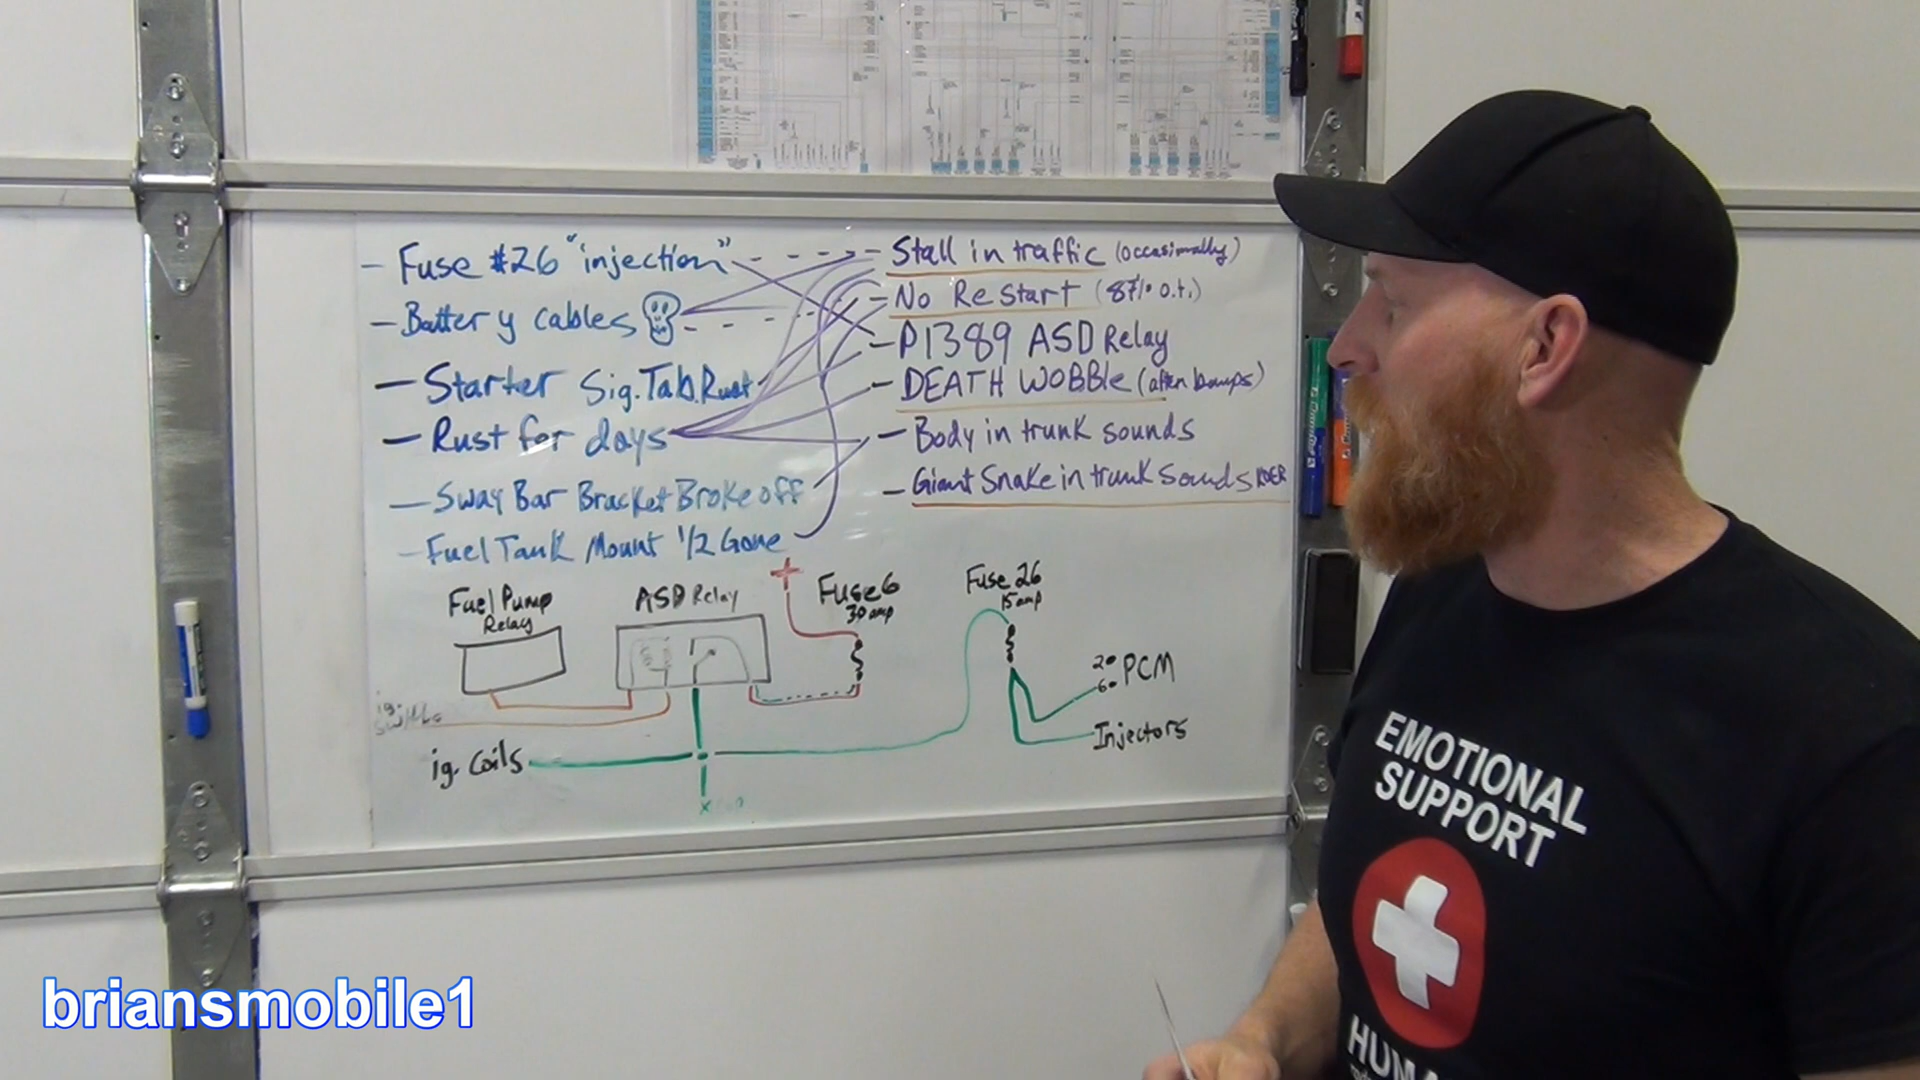 - Fuse #26 "injection"
- Battery cables
- Starter Sig. Tab. Rust
- Rust for days
- Sway Bar Bracket Broke off
- Fuel Tank Mount 1/2 Gone
- Stall in traffic (occasionally)
- No Restart (87% o.t.)
- P1389 ASD Relay
- DEATH WOBBLE (after bumps)
- Body in trunk sounds
- Giant Snake in trunk sounds
Fuel Pump
Relay
ASD Relay
+
Fuse 6
30 amp
Fuse 26
15 amp
2 PCM
6
Injectors
ig.
ig. coils
x
EMOTIONAL
SUPPORT
briansmobile1